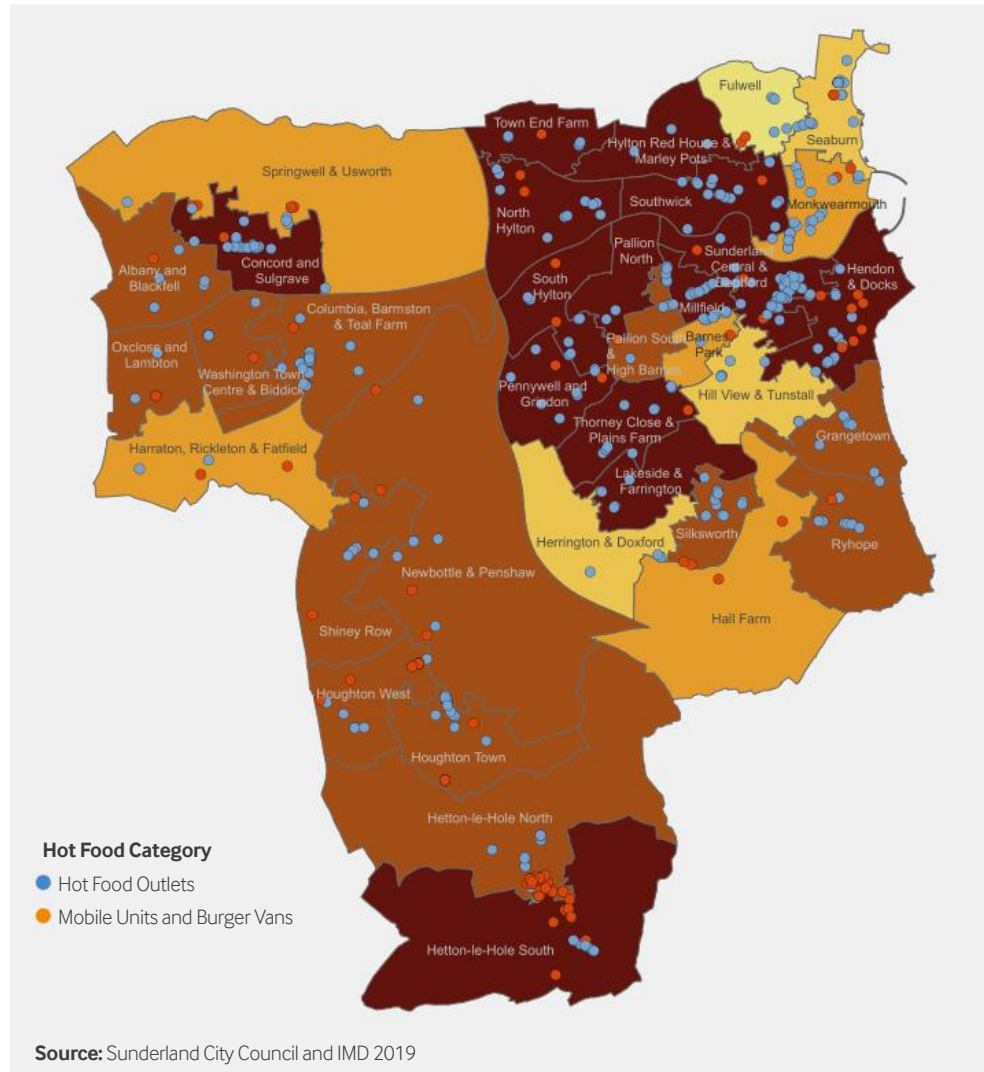 Fulwell
Seaburn
Town End Farm
Hylton Red House &
Marley Pots
Springwell & Usworth
Monkwearmouth
North
Hylton
Southwick
Pallion
North
Sunderland
Central &
Deptford
Hendon
& Docks
Concord and
Sulgrave
Albany and
Blackfell
South
Hylton
Columbia, Barmston
& Teal Farm
Millfield
Barnes
Park
Pallion South
&
High Barnes
Oxclose and
Lambton
Washington Town
Centre & Biddick
Pennywell and
Grindon
Hill View & Tunstall
Thorney Close &
Plains Farm
Grangetown
Harraton, Rickleton & Fatfield
Lakeside &
Farrington
Silksworth
Herrington & Doxford
Ryhope
Newbottle & Penshaw
Hall Farm
Shiney Row
Houghton West
Houghton Town
Hetton-le-Hole North
Hot Food Category
Hot Food Outlets
Mobile Units and Burger Vans
Hetton-le-Hole South
Source: Sunderland City Council and IMD 2019